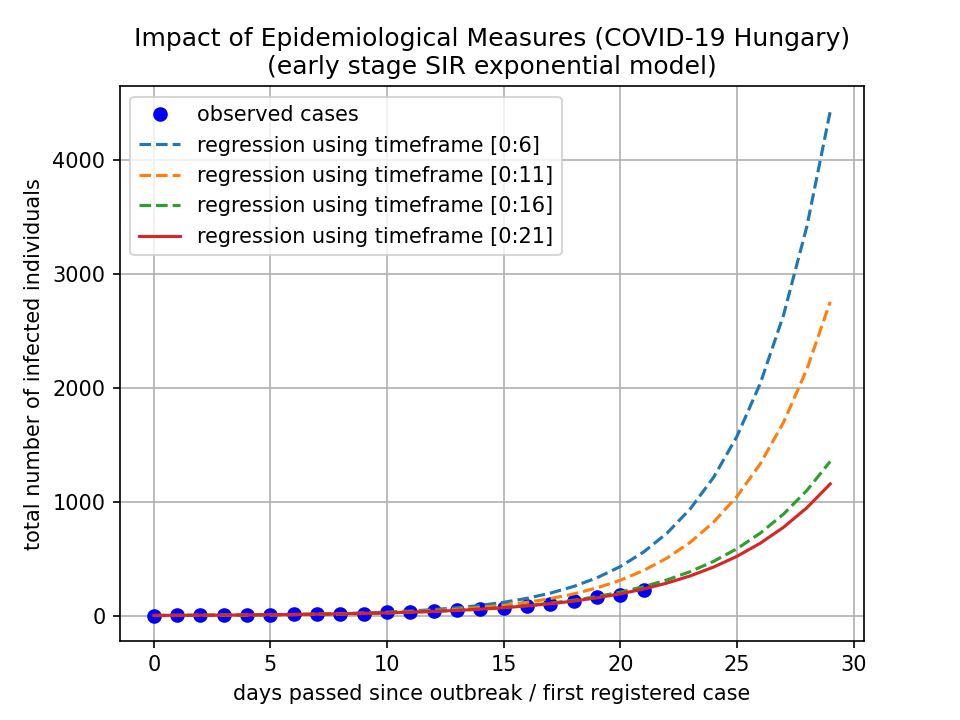 Impact of Epidemiological Measures (COVID-19 Hungary)
(early stage SIR exponential model)
observed cases
regression using timeframe [0:6]
regression using timeframe [0:11]
regression using timeframe [0:16]
regression using timeframe [0:21]
total number of infected individuals
4000
3000
2000
1000
0
0 5 10 15 20 25 30
days passed since outbreak / first registered case